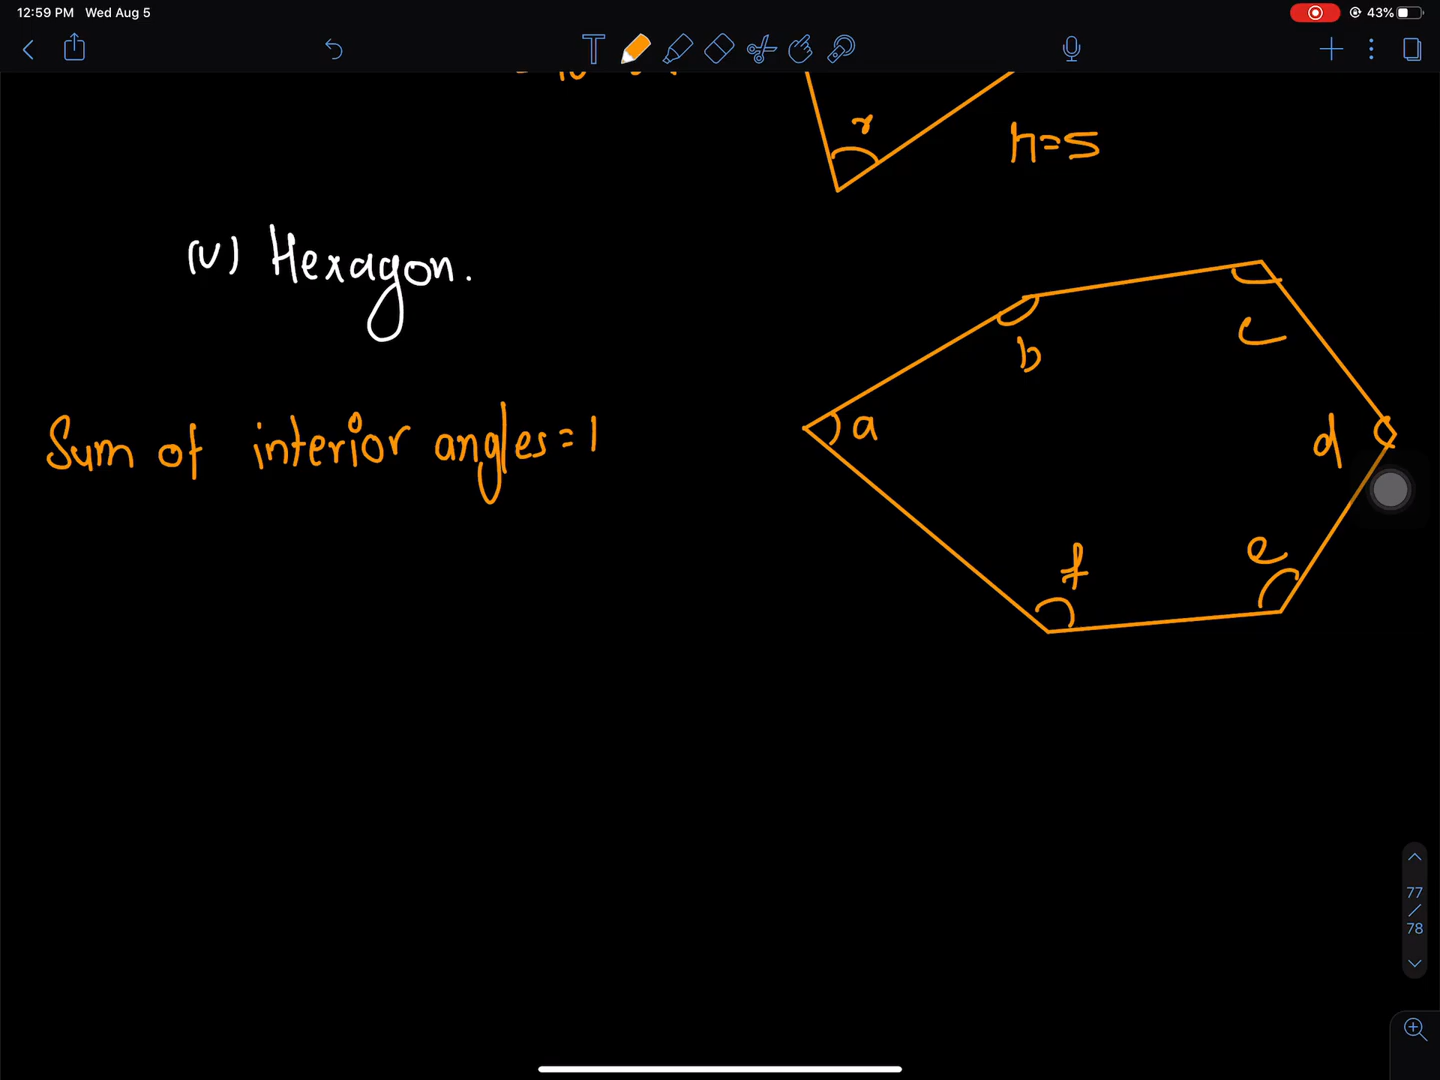 12:59 PM Wed Aug 5
43%
T
r
n=5
(v) Hexagon.
b
c
a
d
Sum of interior angles=1
f
e
77
/
78